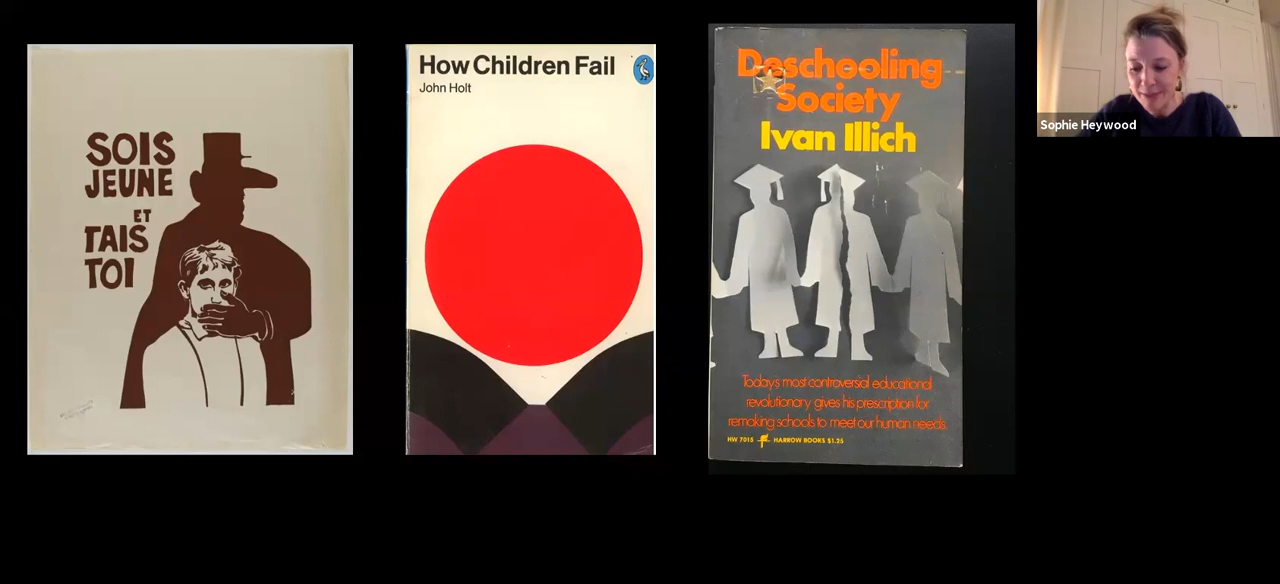 SOIS
JEUNE
ET
TAIS
TOI
How Children Fail
John Holt
Deschooling
Society
Ivan Illich
Today's most controversial educational
revolutionary gives his prescription for
remaking schools to meet our human needs.
HW 7015 HARROW BOOKS $1.25
Sophie Heywood